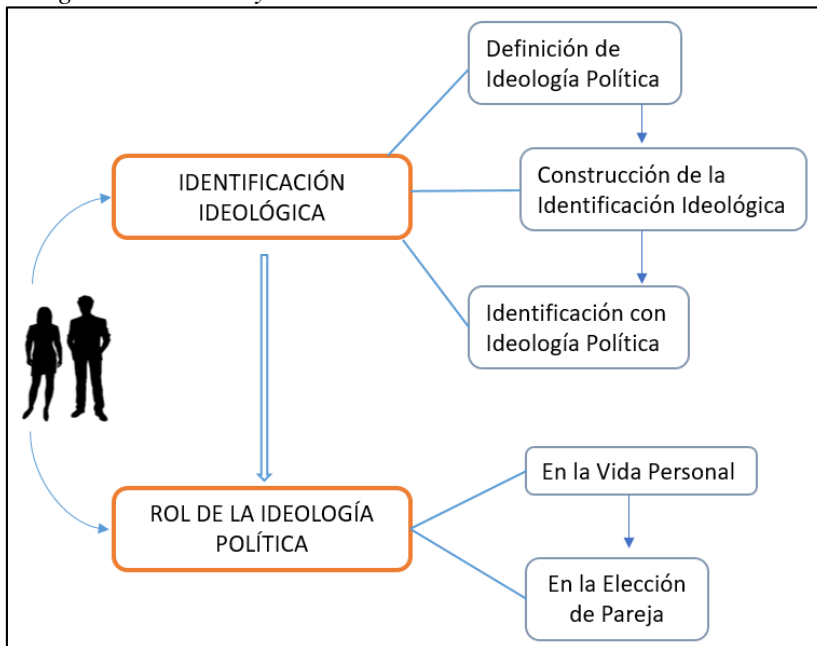 Definición de
Ideología Política
IDENTIFICACIÓN
IDEOLÓGICA
Construcción de la
Identificación Ideológica
Identificación con
Ideología Política
En la Vida Personal
ROL DE LA IDEOLOGÍA
POLÍTICA
En la Elección
de Pareja